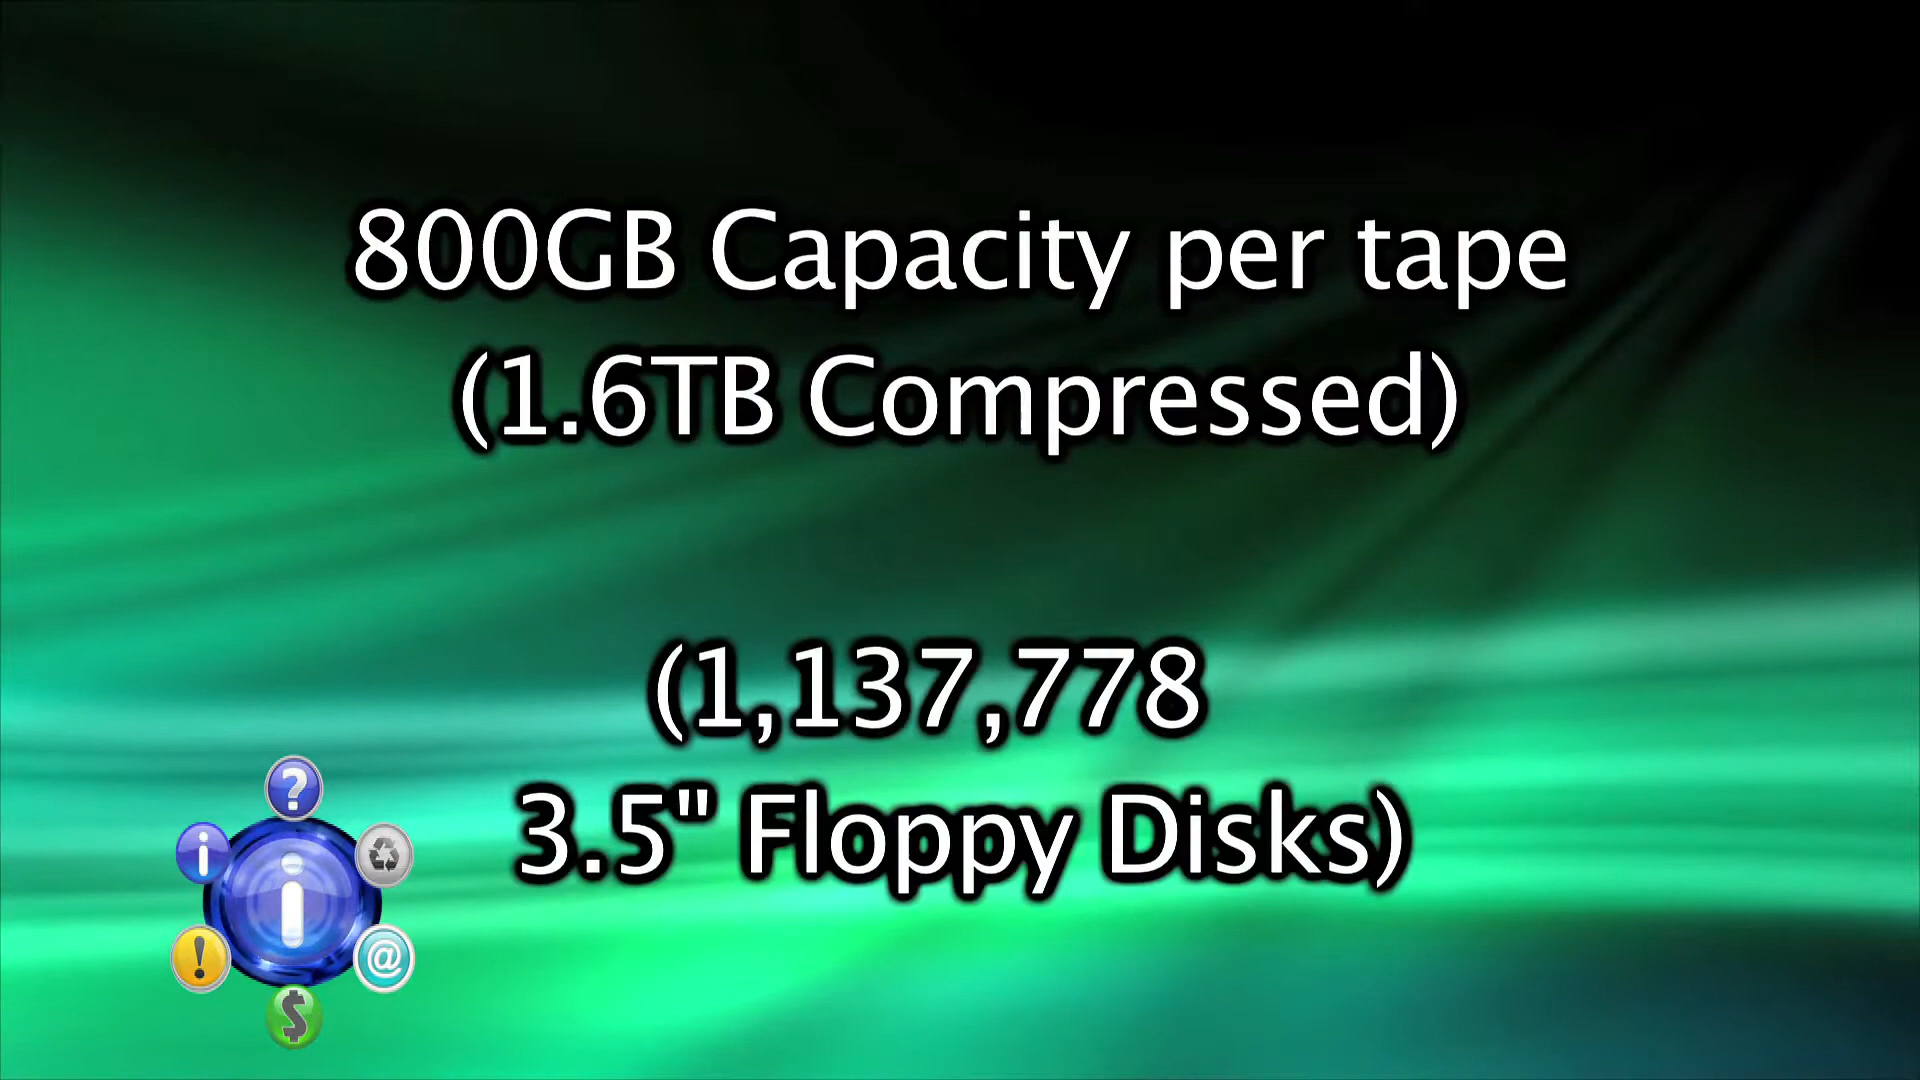 800GB Capacity per tape
(1.6TB Compressed)
(1,137,778
3.5" Floppy Disks)
?
i
i
!
@
$